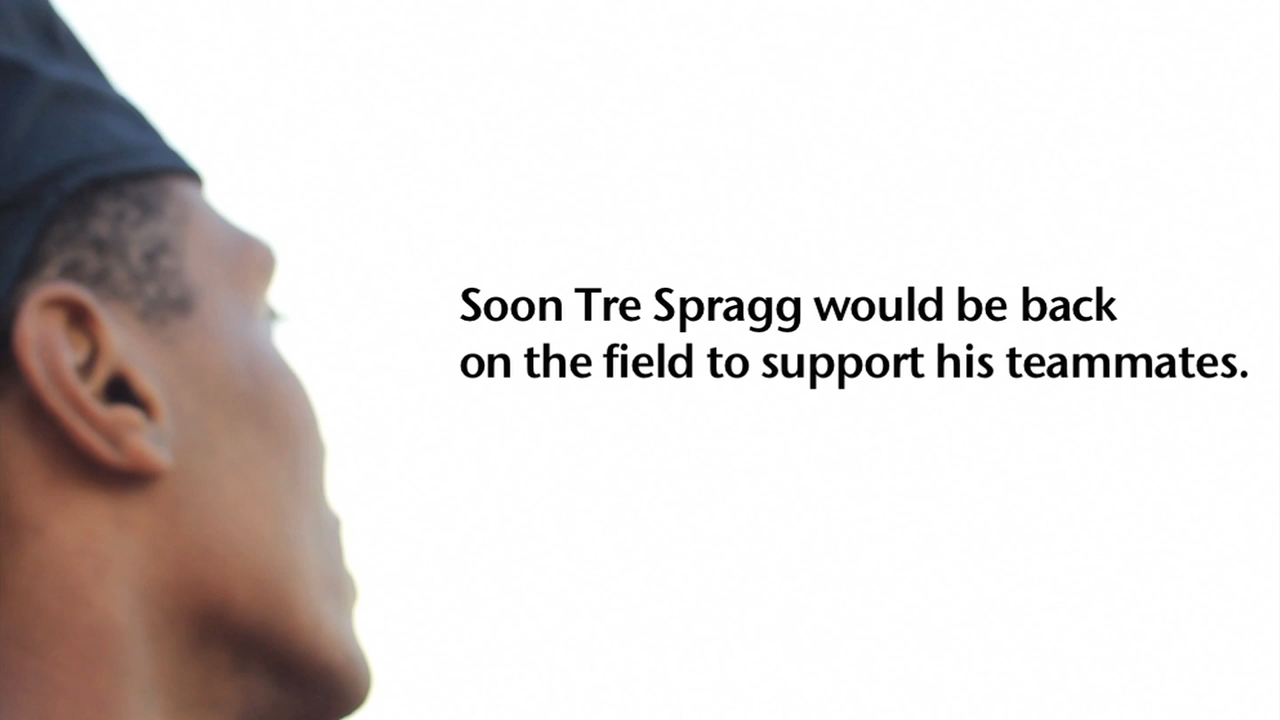 Soon Tre Spragg would be back
on the field to support his teammates.